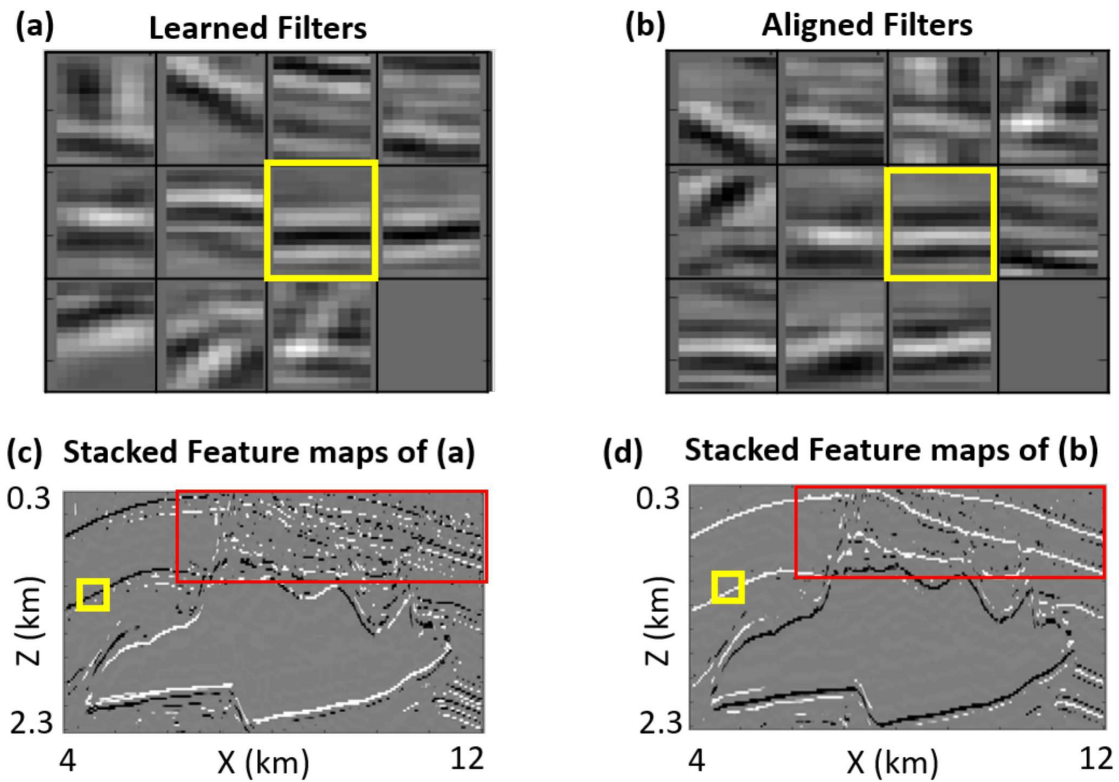 (a) Learned Filters
(b) Aligned Filters
(c) Stacked Feature maps of (a)
(d) Stacked Feature maps of (b)
0.3
Z (km)
2.3
4 X (km) 12
0.3
Z (km)
2.3
4 X (km) 12